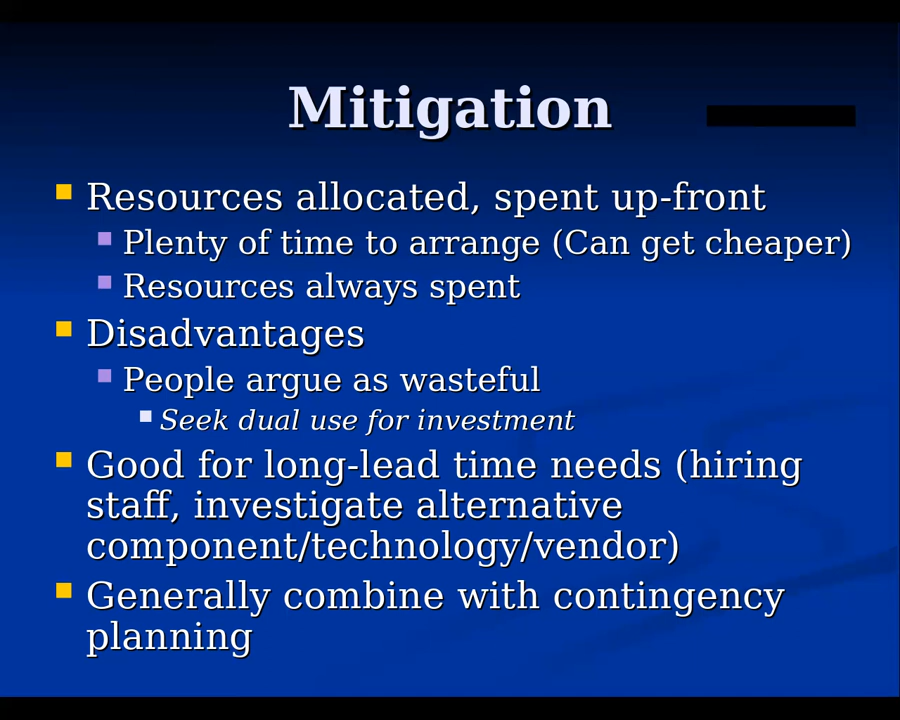 Mitigation
Resources allocated, spent up-front
Plenty of time to arrange (Can get cheaper)
Resources always spent
Disadvantages
People argue as wasteful
Seek dual use for investment
Good for long-lead time needs (hiring
staff, investigate alternative
component/technology/vendor)
Generally combine with contingency
planning